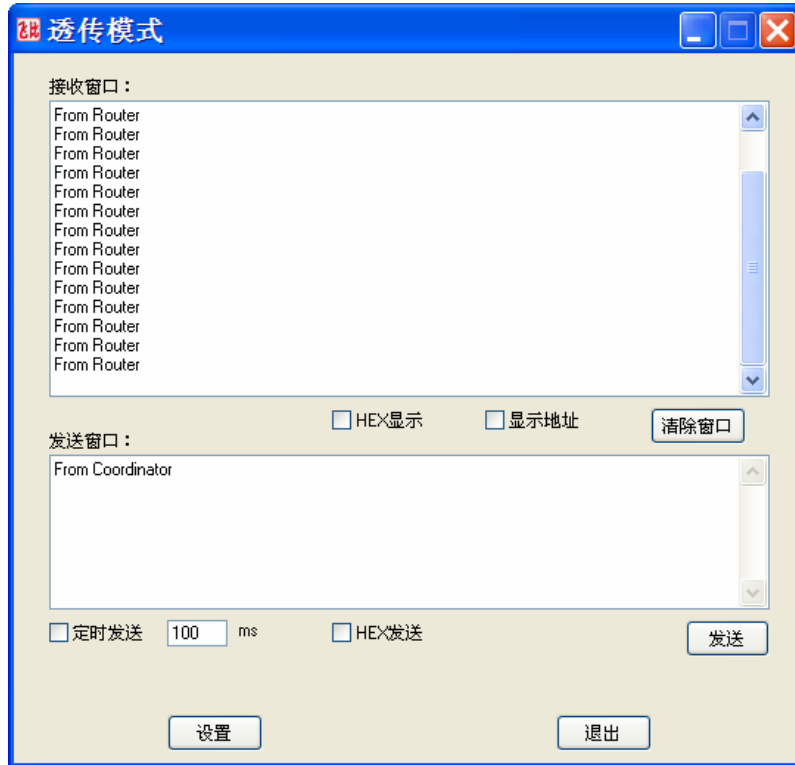 飞比 透传模式
接收窗口：
From Router
From Router
From Router
From Router
From Router
From Router
From Router
From Router
From Router
From Router
From Router
From Router
From Router
From Router
HEX显示 显示地址 清除窗口
发送窗口：
From Coordinator
定时发送 100 ms HEX发送 发送
设置 退出